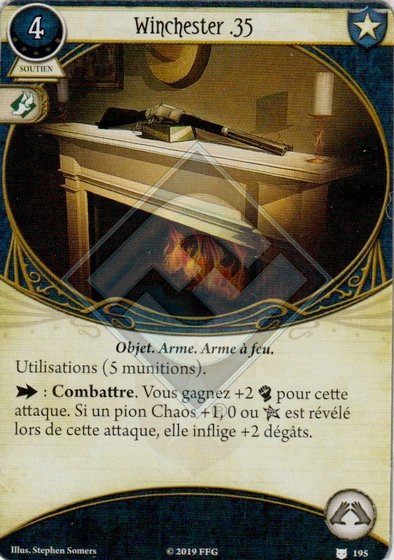 4
Winchester .35
SOUTIEN
Objet. Arme. Arme à feu.
Utilisations (5 munitions).
: Combattre. Vous gagnez +2 pour cette
attaque. Si un pion Chaos +1, 0 ou est révélé
lors de cette attaque, elle inflige +2 dégâts.
Illus. Stephen Somers
© 2019 FFG
195